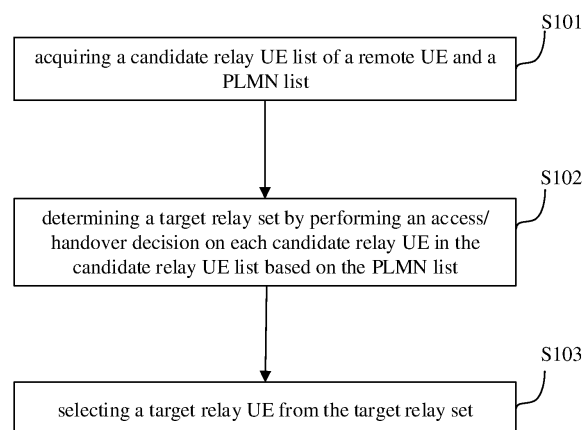 S101
acquiring a candidate relay UE list of a remote UE and a
PLMN list
S102
determining a target relay set by performing an access/
handover decision on each candidate relay UE in the
candidate relay UE list based on the PLMN list
S103
selecting a target relay UE from the target relay set